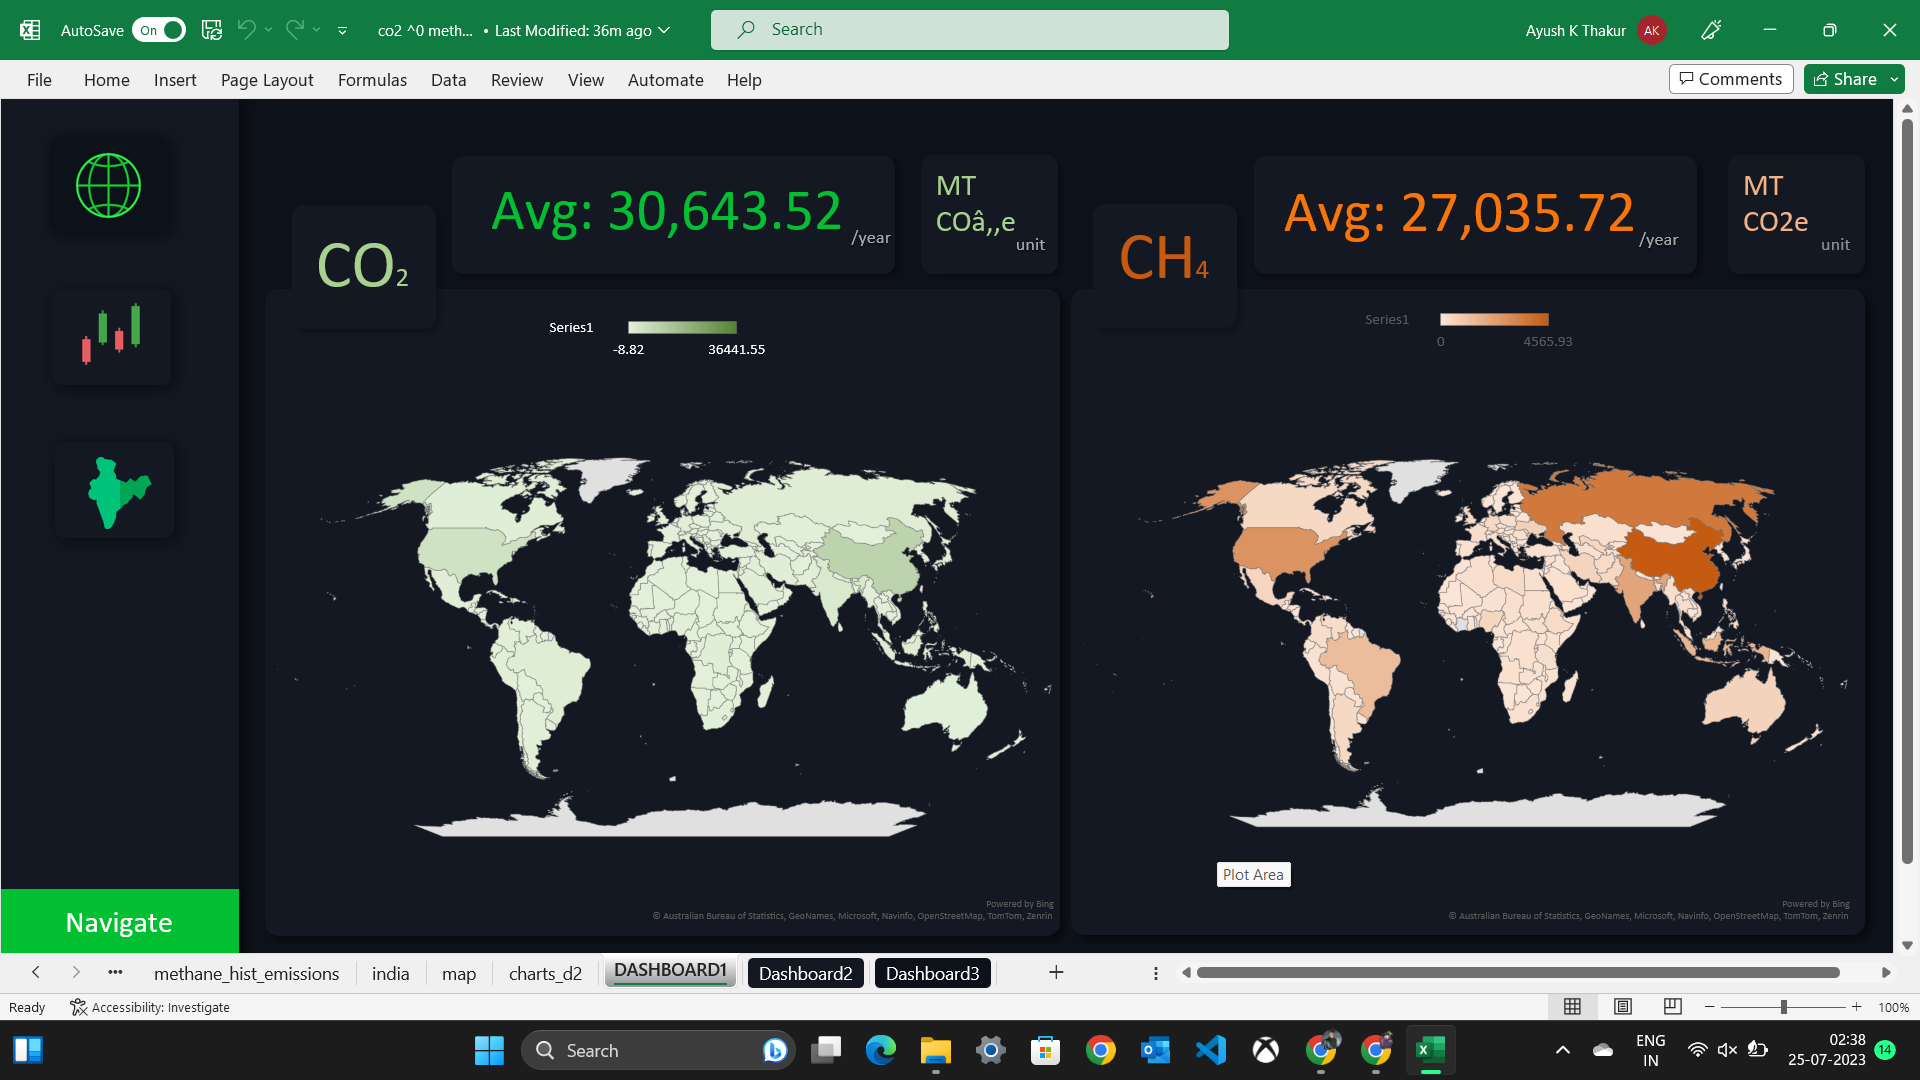 AutoSave On co2 ^0 meth... • Last Modified: 36m ago Search Ayush K Thakur AK
File Home Insert Page Layout Formulas Data Review View Automate Help Comments Share
Avg: 30,643.52 /year
MT
COâ,,e
unit
CO2
Series1
-8.82 36441.55
Powered by Bing
© Australian Bureau of Statistics, GeoNames, Microsoft, Navinfo, OpenStreetMap, TomTom, Zenrin
Avg: 27,035.72 /year
MT
CO2e
unit
CH4
Series1
0 4565.93
Plot Area
Powered by Bing
© Australian Bureau of Statistics, GeoNames, Microsoft, Navinfo, OpenStreetMap, TomTom, Zenrin
Navigate
... methane_hist_emissions india map charts_d2 DASHBOARD1 Dashboard2 Dashboard3
Ready Accessibility: Investigate 100%
Search
ENG
IN
02:38
25-07-2023
14